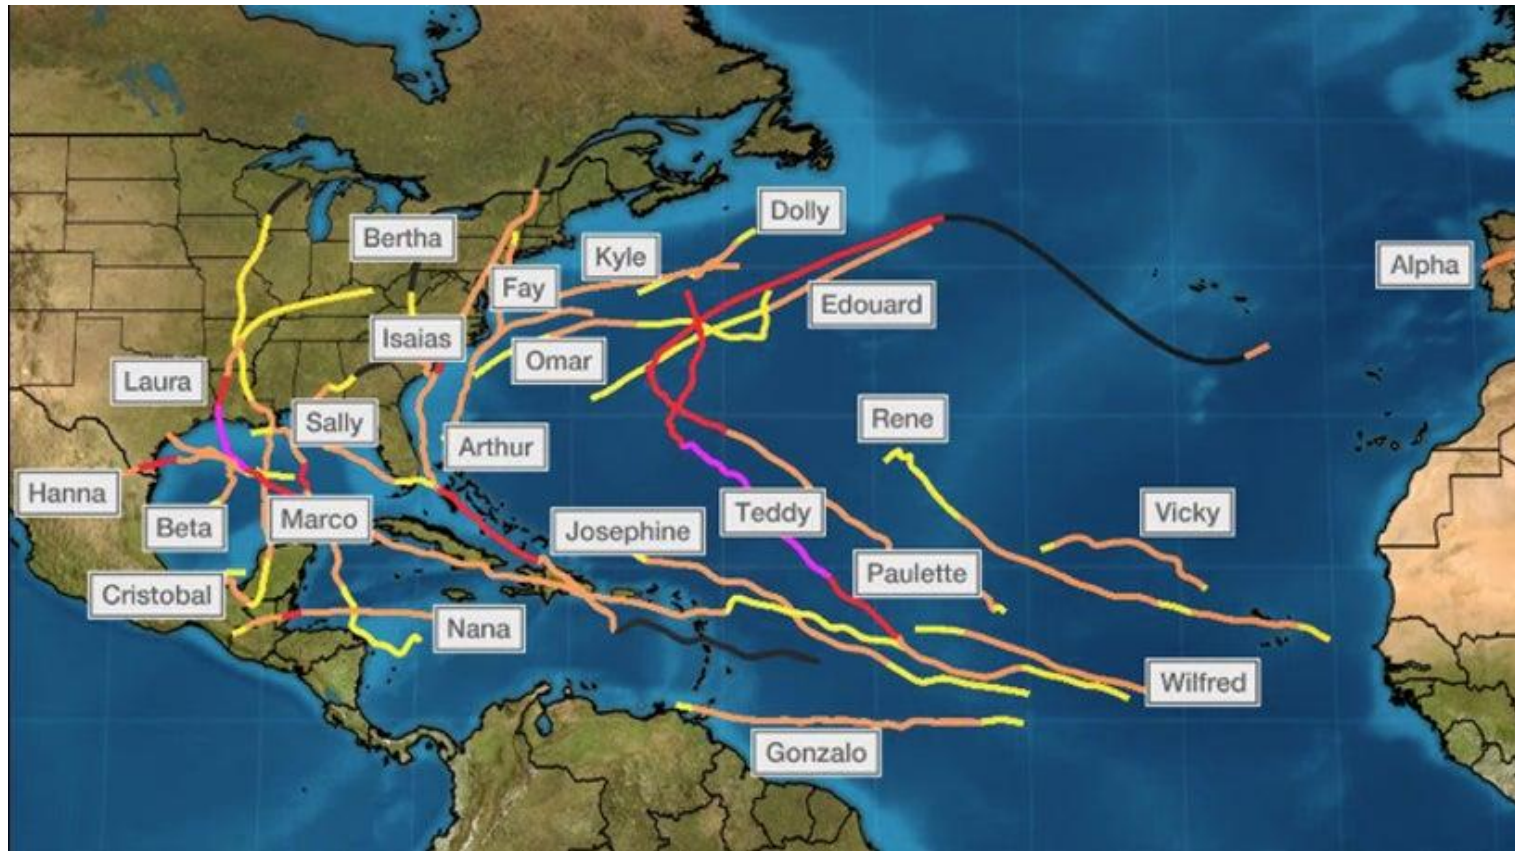 Dolly
Bertha
Kyle
Alpha
Fay
Edouard
Isaias
Omar
Laura
Rene
Sally
Arthur
Hanna
Teddy
Vicky
Marco
Beta
Josephine
Paulette
Cristobal
Nana
Wilfred
Gonzalo